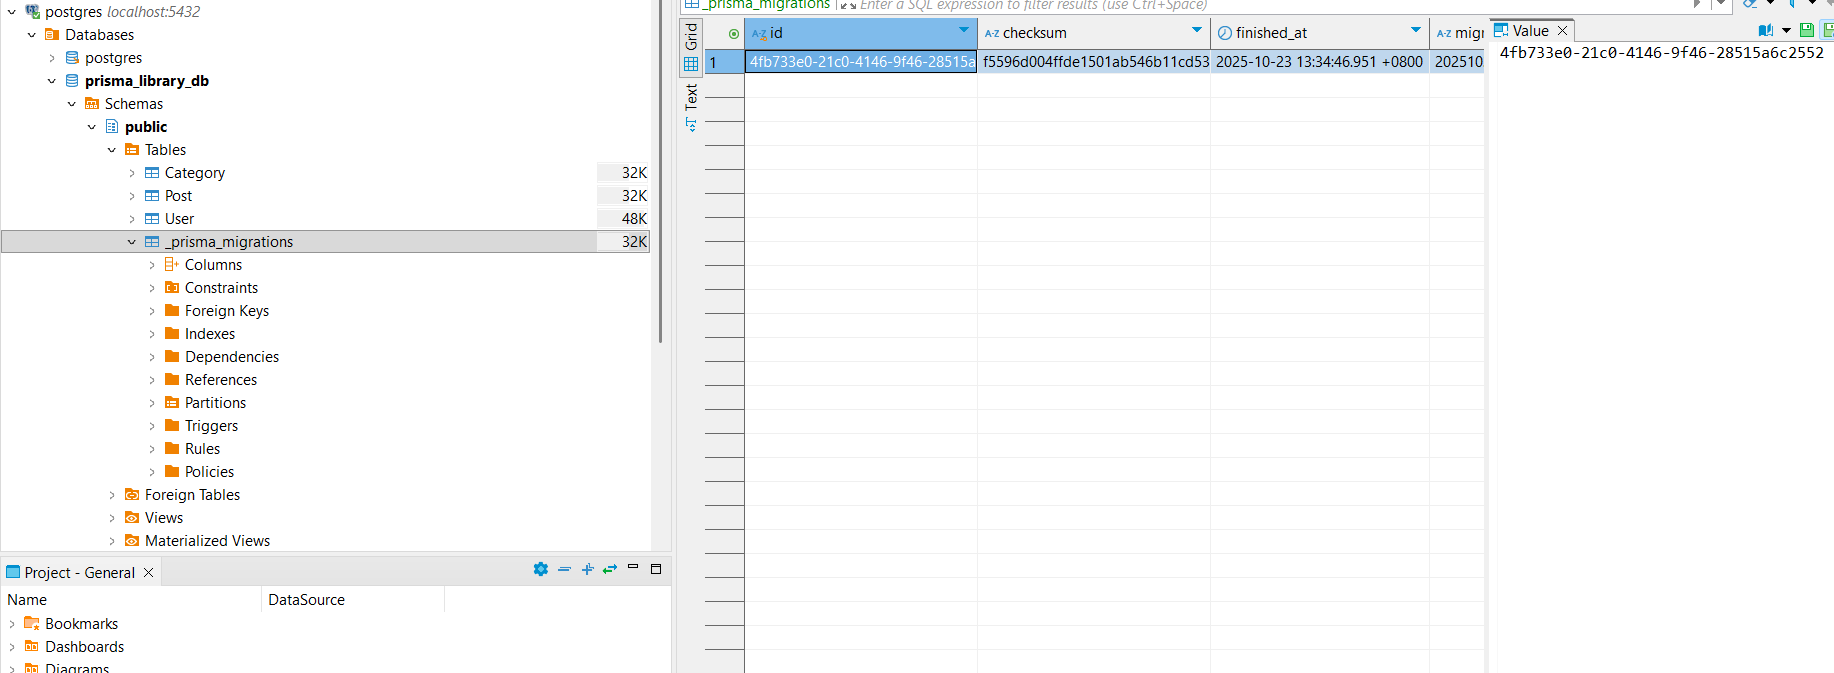 postgres localhost:5432
Databases
postgres
prisma_library_db
Schemas
public
Tables
Category 32K
Post 32K
User 48K
_prisma_migrations 32K
Columns
Constraints
Foreign Keys
Indexes
Dependencies
References
Partitions
Triggers
Rules
Policies
Foreign Tables
Views
Materialized Views
Project - General
Name DataSource
Bookmarks
Dashboards
Diagrams
_prisma_migrations Enter a SQL expression to filter results (use Ctrl+Space)
Grid
Text
A-Z id A-Z checksum finished_at A-Z migr
1 4fb733e0-21c0-4146-9f46-28515a f5596d004ffde1501ab546b11cd53 2025-10-23 13:34:46.951 +0800 202510
Value
4fb733e0-21c0-4146-9f46-28515a6c2552